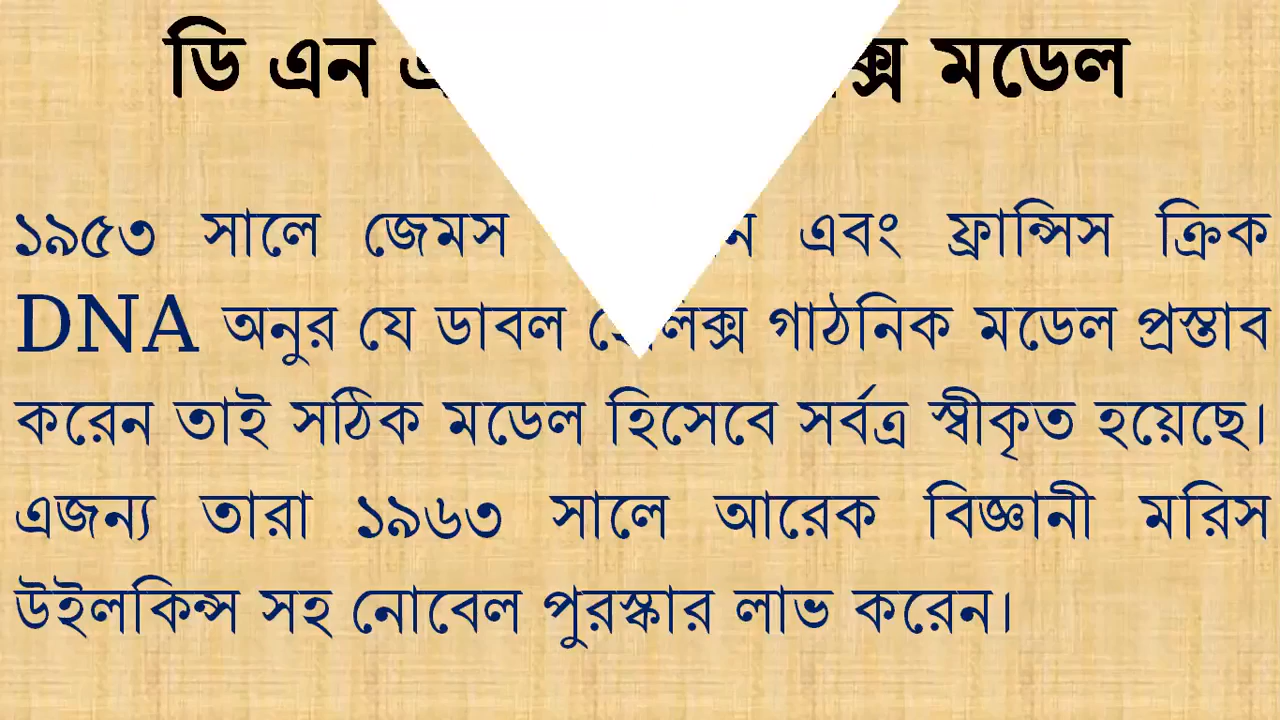 ডি এন মডেল
১৯৫৩ সালে জেমস এবং ফ্রান্সিস ক্রিক
DNA অনুর যে ডাবল গাঠনিক মডেল প্রস্তাব
করেন তাই সঠিক মডেল হিসেবে সর্বত্র স্বীকৃত হয়েছে।
এজন্য তারা ১৯৬৩ সালে আরেক বিজ্ঞানী মরিস
উইলকিন্স সহ নোবেল পুরস্কার লাভ করেন।